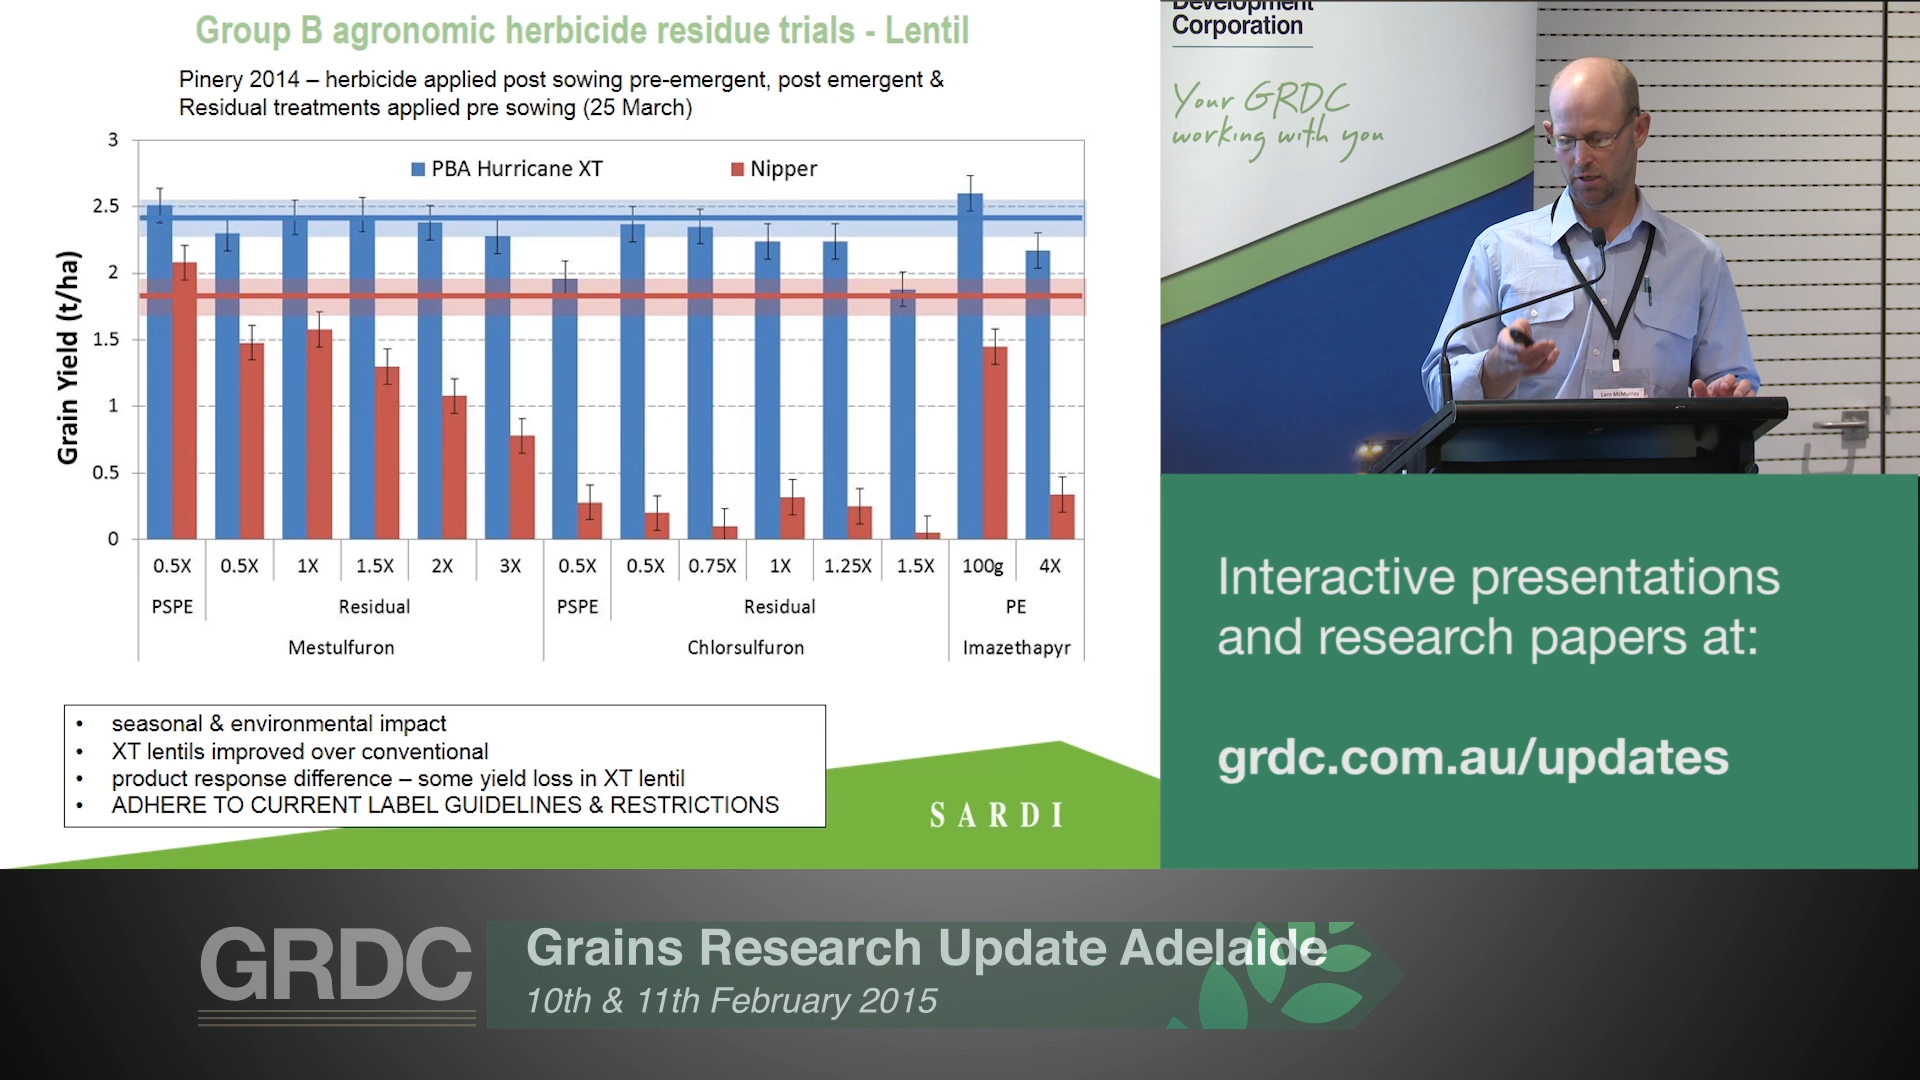 Group B agronomic herbicide residue trials - Lentil
Pinery 2014 – herbicide applied post sowing pre-emergent, post emergent &
Residual treatments applied pre sowing (25 March)
PBA Hurricane XT
Nipper
Grain Yield (t/ha)
3
2.5
2
1.5
1
0.5
0
0.5X 0.5X 1X 1.5X 2X 3X 0.5X 0.5X 0.75X 1X 1.25X 1.5X 100g 4X
PSPE Residual PSPE Residual PE
Mestulfuron Chlorsulfuron Imazethapyr
• seasonal & environmental impact
• XT lentils improved over conventional
• product response difference – some yield loss in XT lentil
• ADHERE TO CURRENT LABEL GUIDELINES & RESTRICTIONS
SARDI
Development
Corporation
Your GRDC
working with you
Larn McMurray
Interactive presentations
and research papers at:
grdc.com.au/updates
GRDC
Grains Research Update Adelaide
10th & 11th February 2015